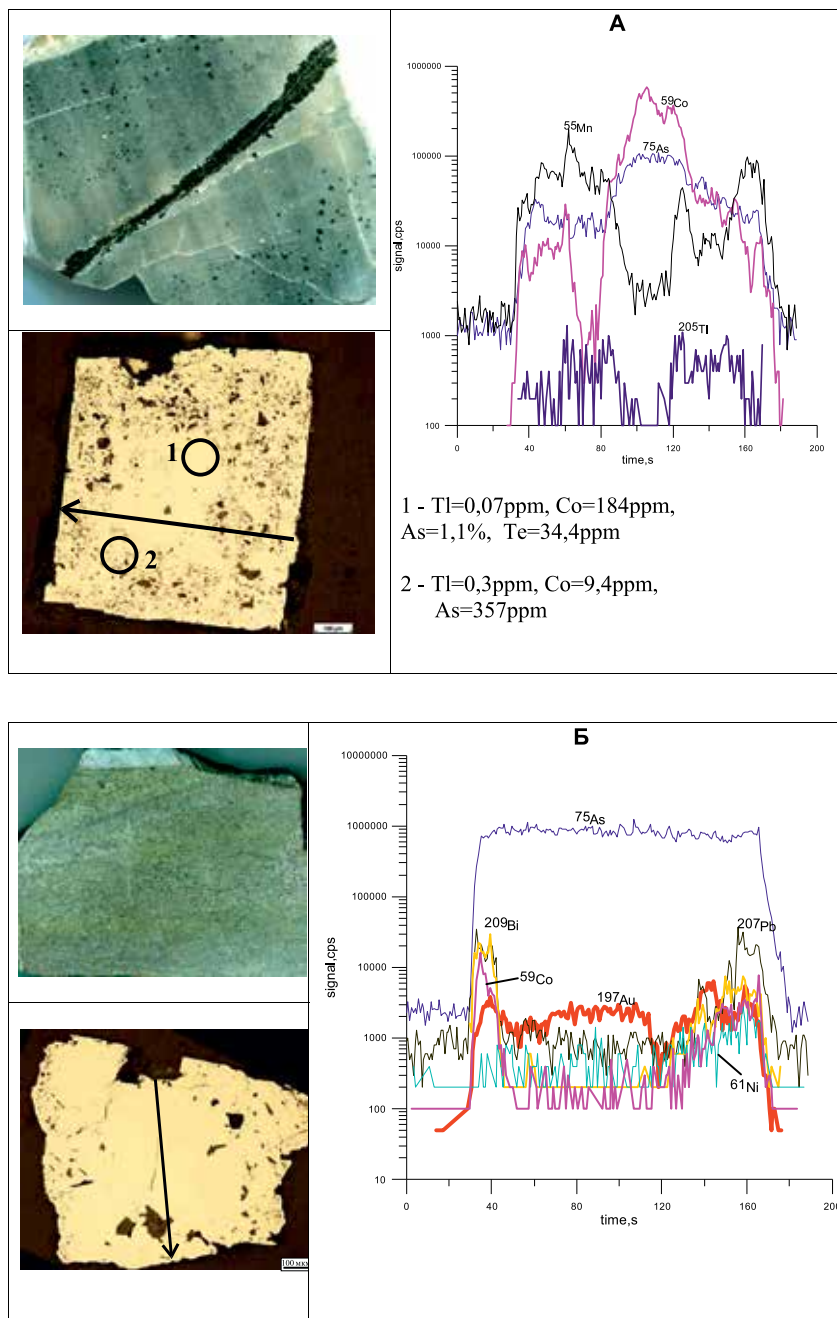 A
1000000
100000
10000
1000
100
signal,cps
0
40
80
120
160
200
time,s
55Mn
59Co
75As
205Tl
1
2
1 - Tl=0,07ppm, Co=184ppm,
As=1,1%, Te=34,4ppm
2 - Tl=0,3ppm, Co=9,4ppm,
As=357ppm
Б
10000000
1000000
100000
10000
1000
100
10
signal,cps
0
40
80
120
160
200
time,s
75As
209Bi
207Pb
59Co
197Au
61Ni
100 мкм